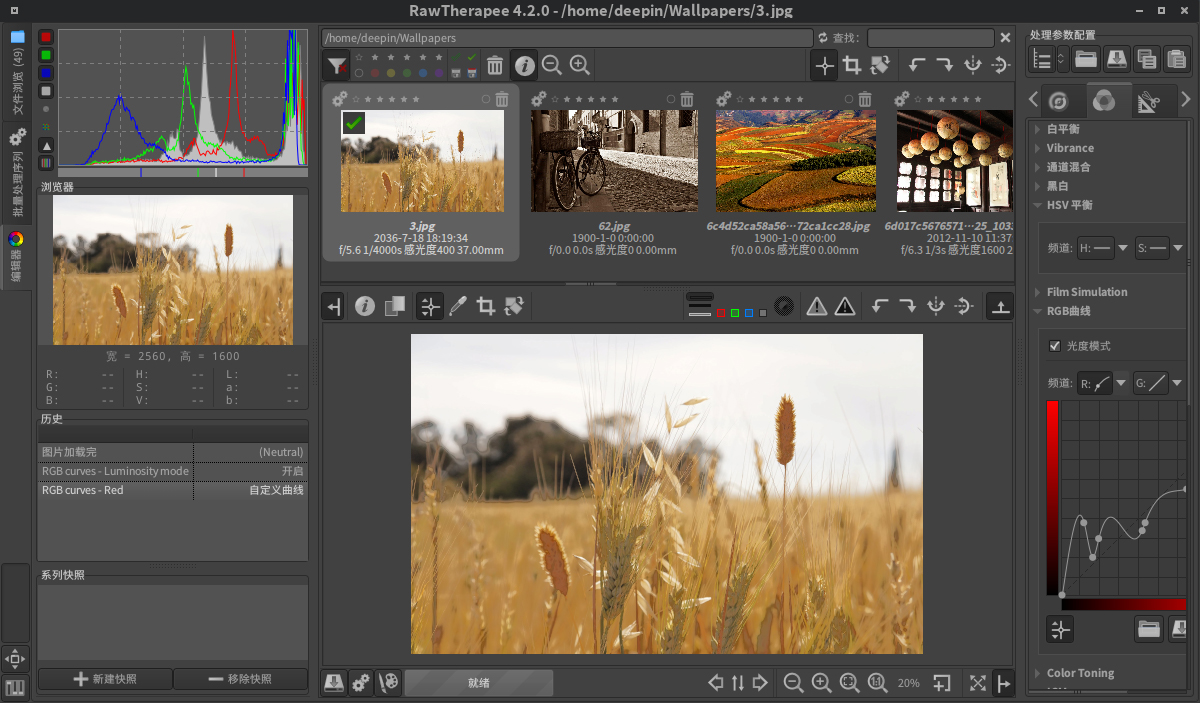 RawTherapee 4.2.0 - /home/deepin/Wallpapers/3.jpg
文件浏览 (49)
批量处理序列
编辑器
浏览器
宽 = 2560, 高 = 1600
R: -- H: -- L: --
G: -- S: -- a: --
B: -- V: -- b: --
历史
图片加载完 (Neutral)
RGB curves - Luminosity mode 开启
RGB curves - Red 自定义曲线
系列快照
新建快照 移除快照
/home/deepin/Wallpapers 查找:
3.jpg
2036-7-18 18:19:34
f/5.6 1/4000s 感光度400 37.00mm
62.jpg
1900-1-0 0:00:00
f/0.0 0.0s 感光度0 0.00mm
6c4d52ca58a56···72ca1cc28.jpg
1900-1-0 0:00:00
f/0.0 0.0s 感光度0 0.00mm
6d017c5676571···25_103
2012-11-10 11:37:
f/6.3 1/3s 感光度1600 2
就绪
1:1
20%
处理参数配置
白平衡
Vibrance
通道混合
黑白
HSV 平衡
频道: H: S:
Film Simulation
RGB曲线
光度模式
频道: R: G:
Color Toning